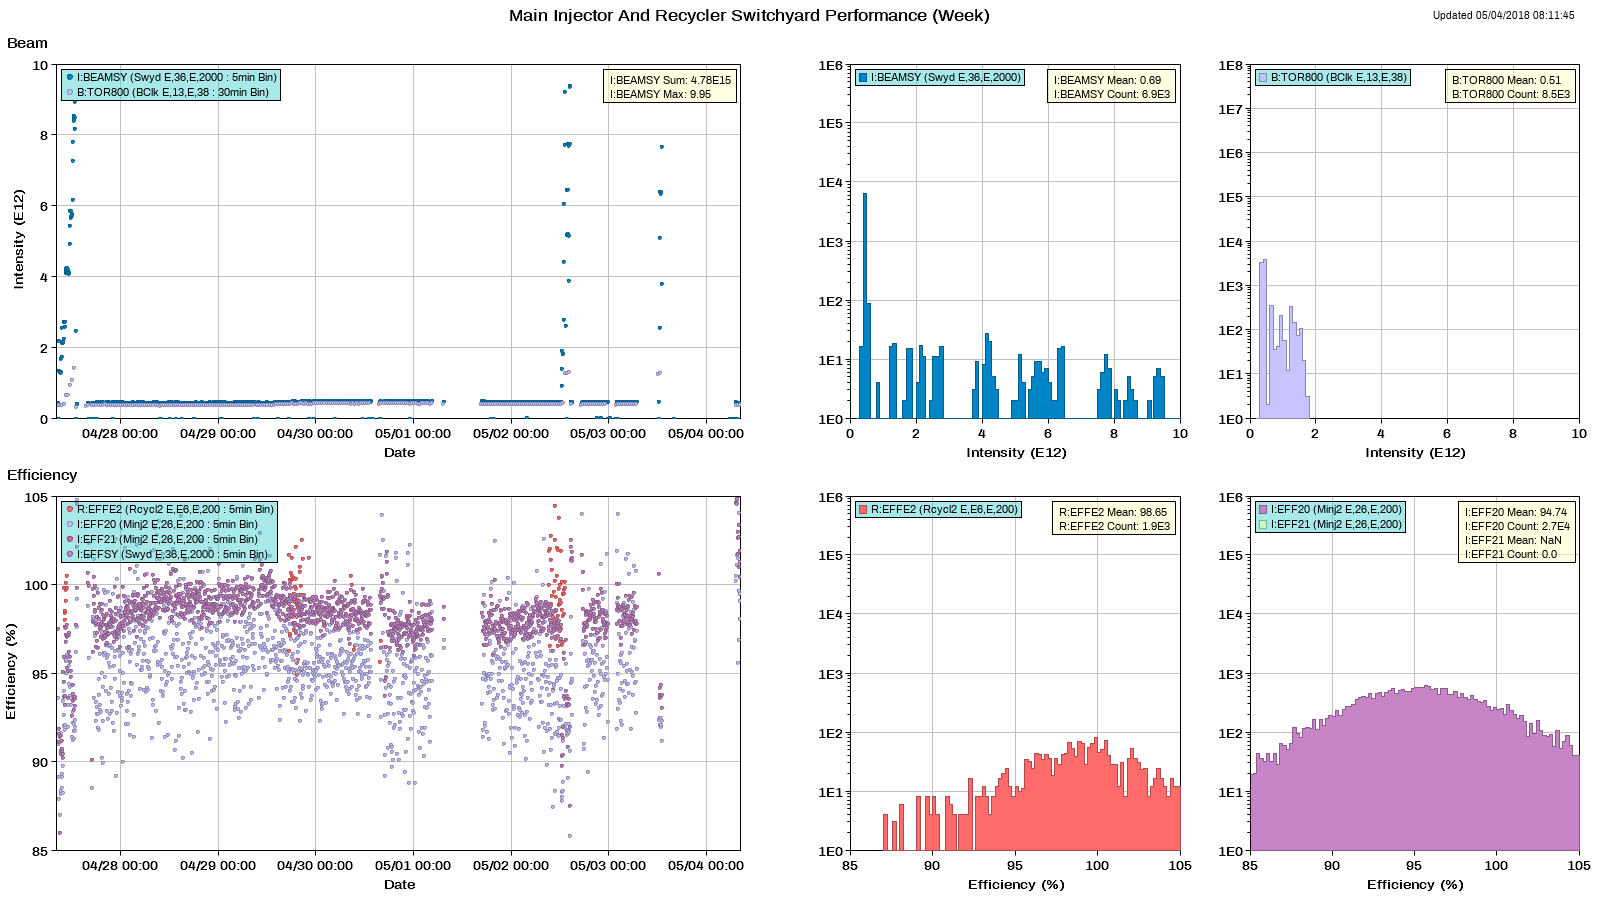 Main Injector And Recycler Switchyard Performance (Week)
Updated 05/04/2018 08:11:45
Beam
I:BEAMSY (Swyd E,36,E,2000 : 5min Bin)
B:TOR800 (BClk E,13,E,38 : 30min Bin)
I:BEAMSY Sum: 4.78E15
I:BEAMSY Max: 9.95
10
8
6
4
2
0
Intensity (E12)
04/28 00:00 04/29 00:00 04/30 00:00 05/01 00:00 05/02 00:00 05/03 00:00 05/04 00:00
Date
I:BEAMSY (Swyd E,36,E,2000)
I:BEAMSY Mean: 0.69
I:BEAMSY Count: 6.9E3
1E6
1E5
1E4
1E3
1E2
1E1
1E0
0 2 4 6 8 10
Intensity (E12)
B:TOR800 (BClk E,13,E,38)
B:TOR800 Mean: 0.51
B:TOR800 Count: 8.5E3
1E8
1E7
1E6
1E5
1E4
1E3
1E2
1E1
1E0
0 2 4 6 8 10
Intensity (E12)
Efficiency
R:EFFE2 (Rcycl2 E,E6,E,200 : 5min Bin)
I:EFF20 (Minj2 E,26,E,200 : 5min Bin)
I:EFF21 (Minj2 E,26,E,200 : 5min Bin)
I:EFFSY (Swyd E,36,E,2000 : 5min Bin)
105
100
95
90
85
Efficiency (%)
04/28 00:00 04/29 00:00 04/30 00:00 05/01 00:00 05/02 00:00 05/03 00:00 05/04 00:00
Date
R:EFFE2 (Rcycl2 E,E6,E,200)
R:EFFE2 Mean: 98.65
R:EFFE2 Count: 1.9E3
1E6
1E5
1E4
1E3
1E2
1E1
1E0
85 90 95 100 105
Efficiency (%)
I:EFF20 (Minj2 E,26,E,200)
I:EFF21 (Minj2 E,26,E,200)
I:EFF20 Mean: 94.74
I:EFF20 Count: 2.7E4
I:EFF21 Mean: NaN
I:EFF21 Count: 0.0
1E6
1E5
1E4
1E3
1E2
1E1
1E0
85 90 95 100 105
Efficiency (%)